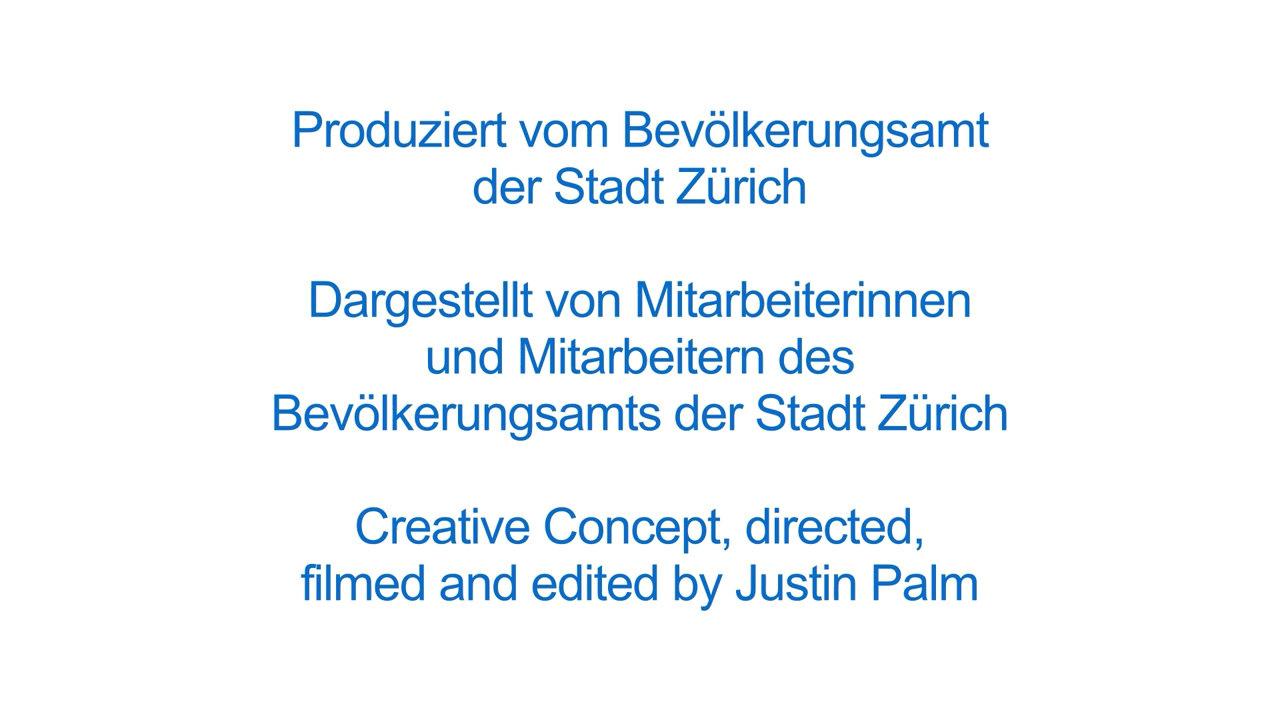 Produziert vom Bevölkerungsamt
der Stadt Zürich
Dargestellt von Mitarbeiterinnen
und Mitarbeitern des
Bevölkerungsamts der Stadt Zürich
Creative Concept, directed,
filmed and edited by Justin Palm